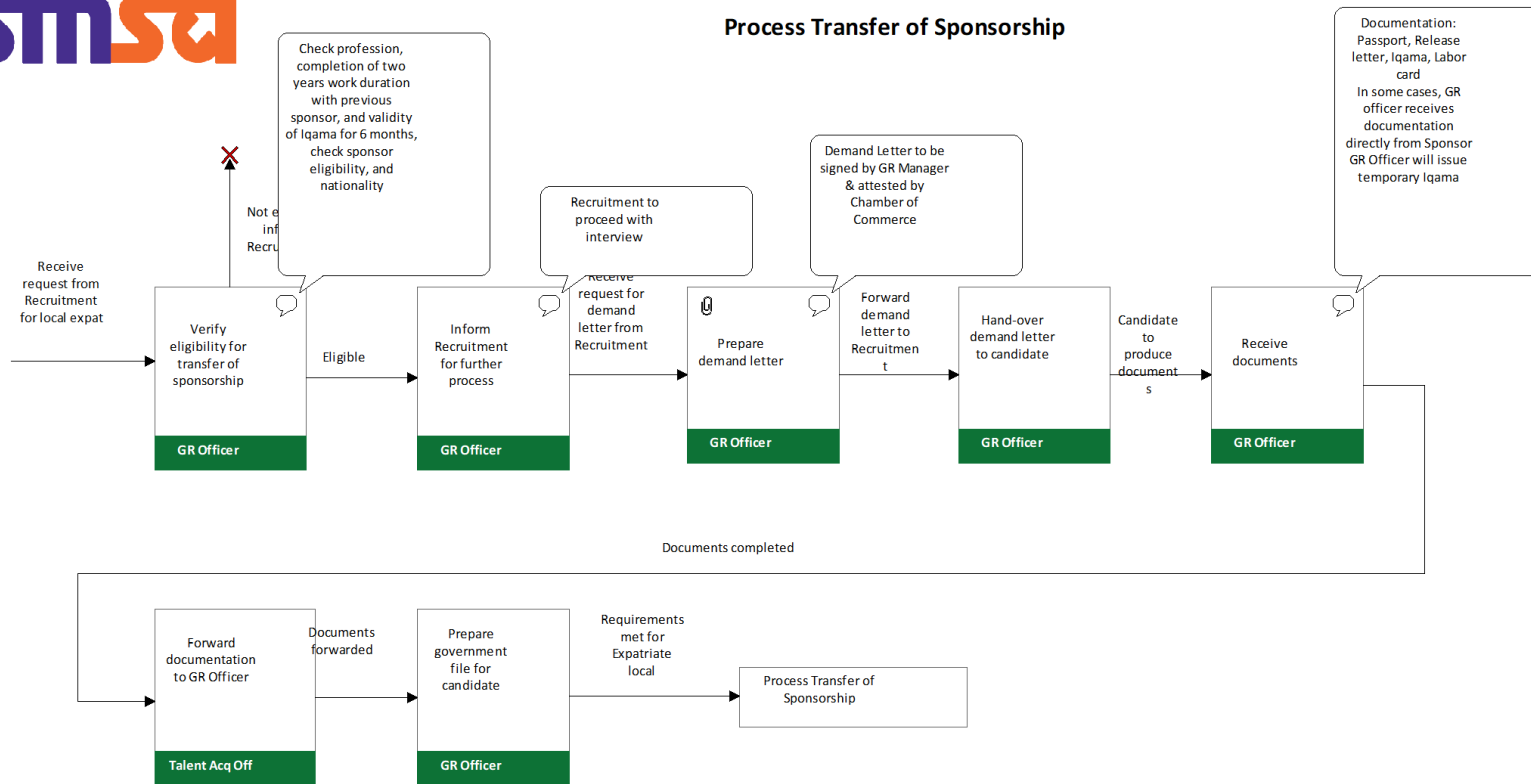 smsa
Process Transfer of Sponsorship
Check profession,
completion of two
years work duration
with previous
sponsor, and validity
of Iqama for 6 months,
check sponsor
eligibility, and
nationality
Documentation:
Passport, Release
letter, Iqama, Labor
card
In some cases, GR
officer receives
documentation
directly from Sponsor
GR Officer will issue
temporary Iqama
Demand Letter to be
signed by GR Manager
& attested by
Chamber of
Commerce
Recruitment to
proceed with
interview
Not
Receive
request from
Recruitment
for local expat
Verify
eligibility for
transfer of
sponsorship
GR Officer
Eligible
Inform
Recruitment
for further
process
GR Officer
Receive
request for
demand
letter from
Recruitment
Prepare
demand letter
GR Officer
Forward
demand
letter to
Recruitmen
t
Hand-over
demand letter
to candidate
GR Officer
Candidate
to
produce
document
s
Receive
documents
GR Officer
Documents completed
Forward
documentation
to GR Officer
Talent Acq Off
Documents
forwarded
Prepare
government
file for
candidate
GR Officer
Requirements
met for
Expatriate
local
Process Transfer of
Sponsorship